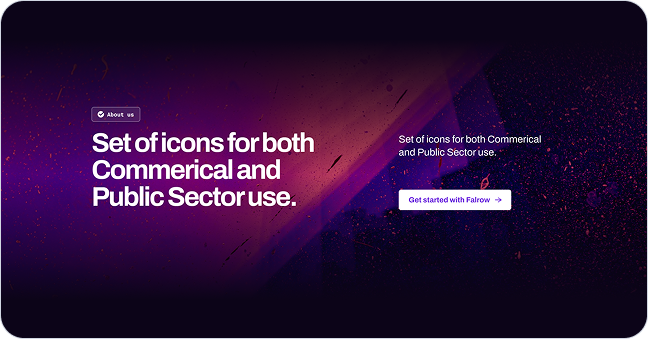 About us
Set of icons for both
Commerical and
Public Sector use.
Set of icons for both Commerical
and Public Sector use.
Get started with Falrow